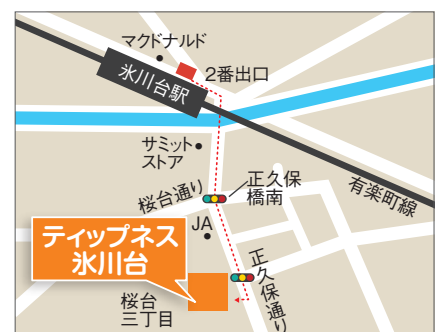 マクドナルド
氷川台駅
2番出口
サミット
ストア
正久保
橋南
桜台通り
有楽町線
JA
ティップネス
氷川台
正久保通り
桜台
三丁目